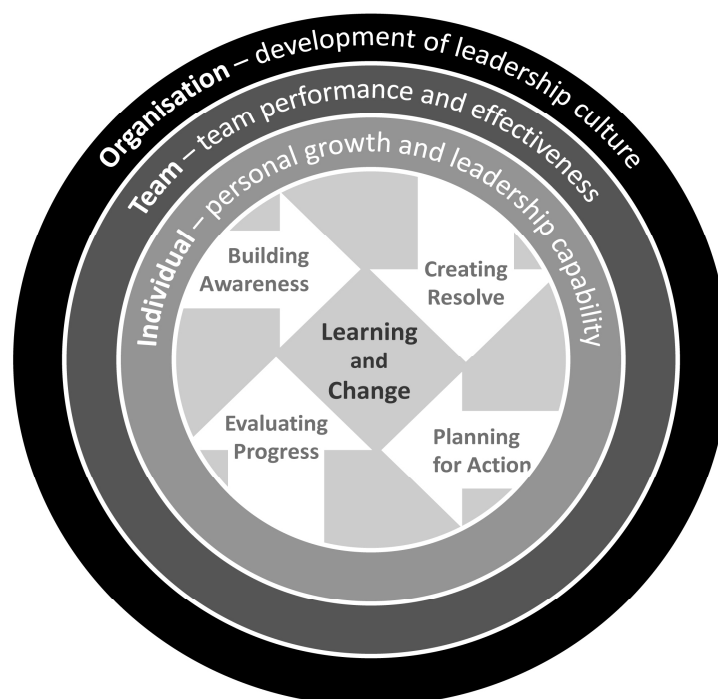 Organisation – development of leadership culture
Team – team performance and effectiveness
Individual – personal growth and leadership capability
Building
Awareness
Creating
Resolve
Learning
and
Change
Evaluating
Progress
Planning
for Action